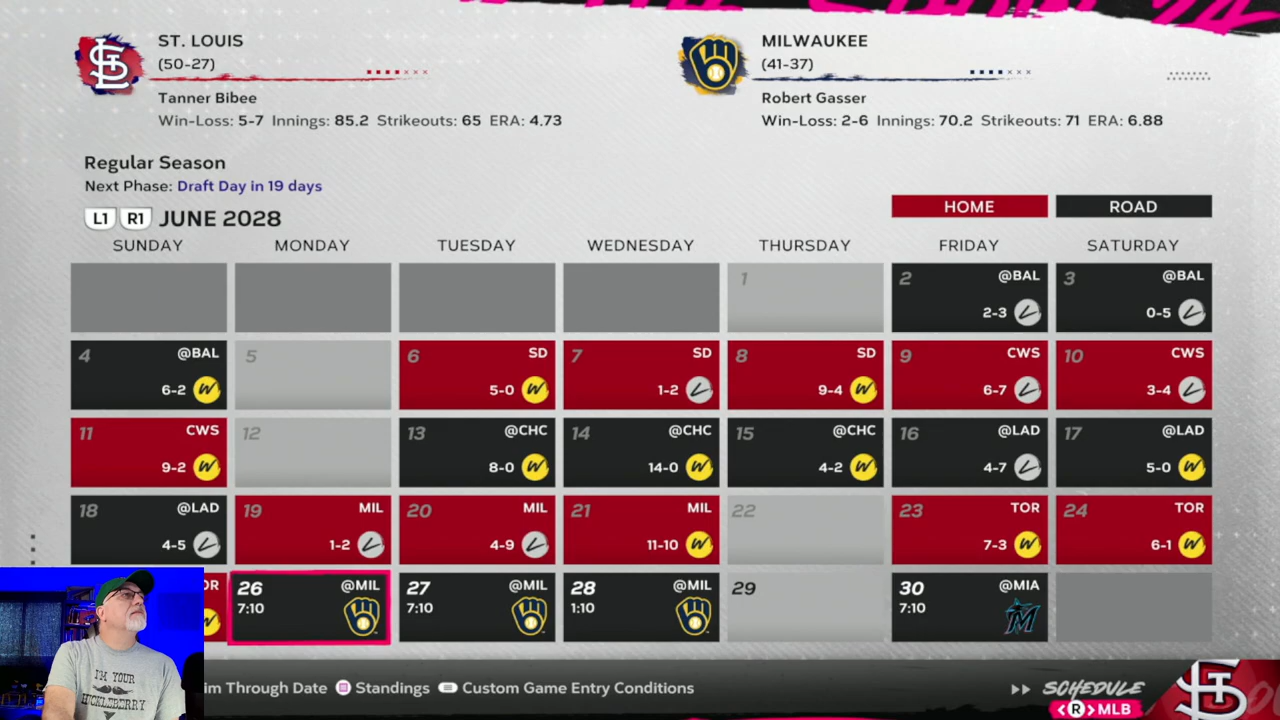 ST. LOUIS
(50-27)
Tanner Bibee
Win-Loss: 5-7 Innings: 85.2 Strikeouts: 65 ERA: 4.73
MILWAUKEE
(41-37)
Robert Gasser
Win-Loss: 2-6 Innings: 70.2 Strikeouts: 71 ERA: 6.88
Regular Season
Next Phase: Draft Day in 19 days
L1 R1 JUNE 2028
HOME ROAD
SUNDAY MONDAY TUESDAY WEDNESDAY THURSDAY FRIDAY SATURDAY
1 2 @BAL 3 @BAL
2-3 L 0-5 L
4 @BAL 5 6 SD 7 SD 8 SD 9 CWS 10 CWS
6-2 W 5-0 W 1-2 L 9-4 W 6-7 L 3-4 L
11 CWS 12 13 @CHC 14 @CHC 15 @CHC 16 @LAD 17 @LAD
9-2 W 8-0 W 14-0 W 4-2 W 4-7 L 5-0 W
18 @LAD 19 MIL 20 MIL 21 MIL 22 23 TOR 24 TOR
4-5 L 1-2 L 4-9 L 11-10 W 7-3 W 6-1 W
OR 26 @MIL 27 @MIL 28 @MIL 29 30 @MIA
W 7:10 7:10 1:10 7:10 M
I'M YOUR
HUCKLEBERRY
im Through Date Standings Custom Game Entry Conditions
SCHEDULE
R MLB